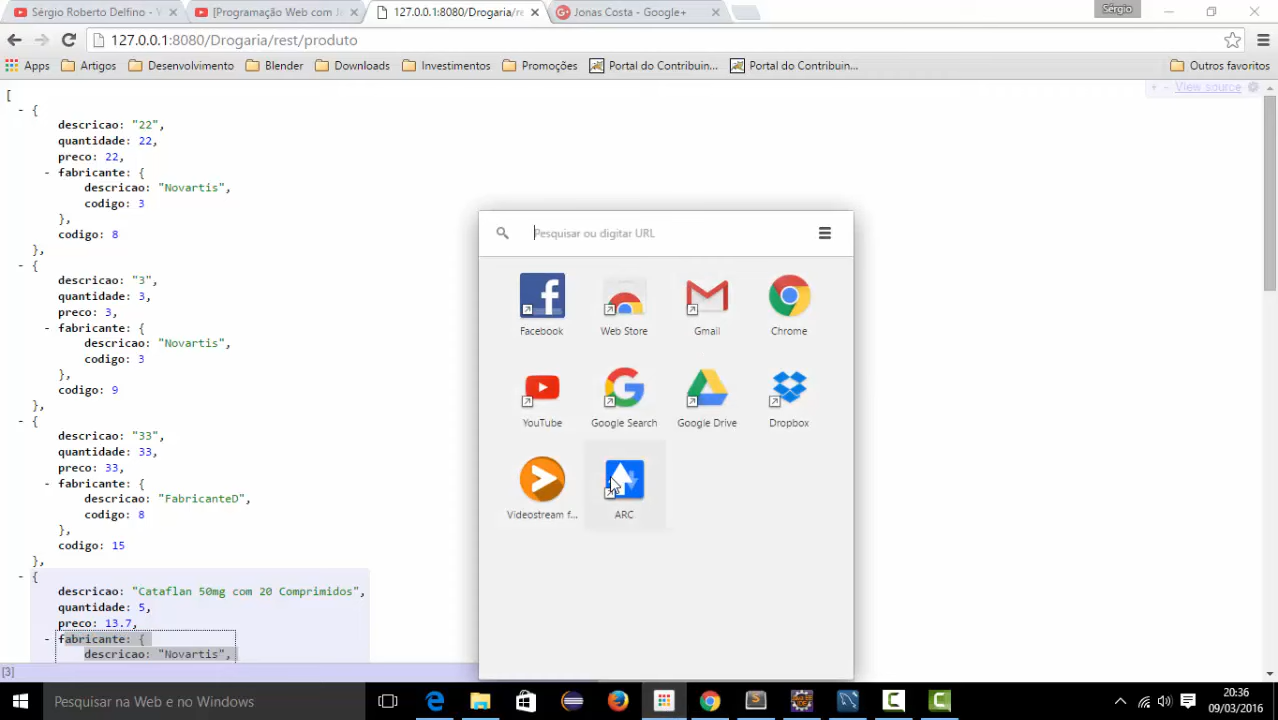 Sérgio Roberto Delfino - Y
[Programação Web com J
127.0.0.1:8080/Drogaria/re
Jonas Costa - Google+
Sérgio
127.0.0.1:8080/Drogaria/rest/produto
Apps
Artigos
Desenvolvimento
Blender
Downloads
Investimentos
Promoções
Portal do Contribuin...
Portal do Contribuin...
Outros favoritos
+ - View source
[
- {
descricao: "22",
quantidade: 22,
preco: 22,
- fabricante: {
descricao: "Novartis",
codigo: 3
},
codigo: 8
},
- {
descricao: "3",
quantidade: 3,
preco: 3,
- fabricante: {
descricao: "Novartis",
codigo: 3
},
codigo: 9
},
- {
descricao: "33",
quantidade: 33,
preco: 33,
- fabricante: {
descricao: "FabricanteD",
codigo: 8
},
codigo: 15
},
- {
descricao: "Cataflan 50mg com 20 Comprimidos",
quantidade: 5,
preco: 13.7,
- fabricante: {
descricao: "Novartis",
[3]
Pesquisar ou digitar URL
Facebook
Web Store
Gmail
Chrome
YouTube
Google Search
Google Drive
Dropbox
Videostream f...
ARC
Pesquisar na Web e no Windows
20:36
09/03/2016